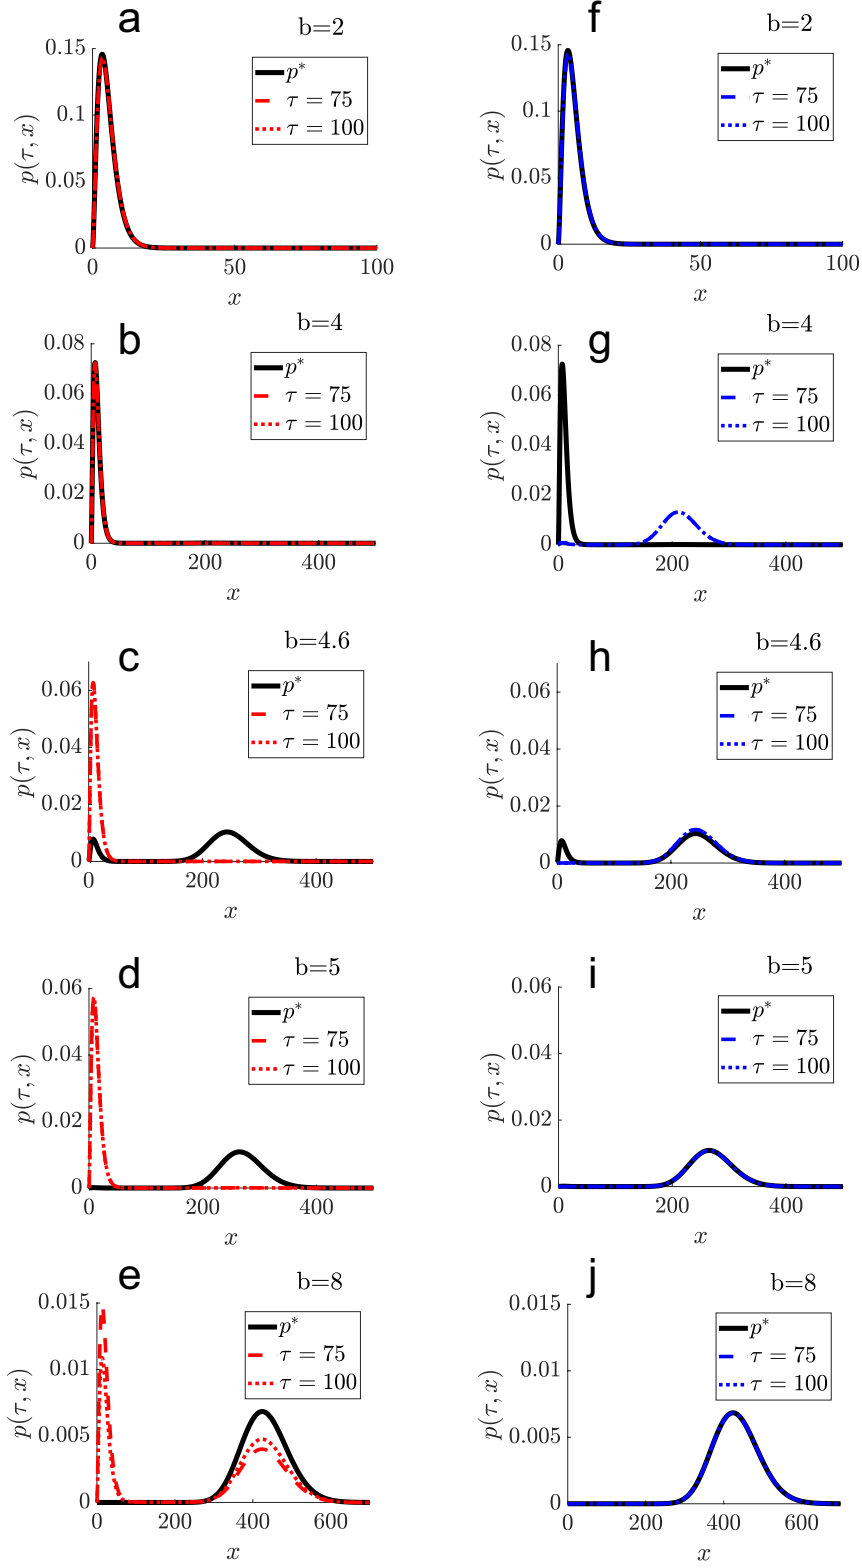 a
b=2
p*
τ = 75
τ = 100
0.15
0.1
0.05
0
p(τ, x)
0
50
100
x
f
b=2
p*
τ = 75
τ = 100
0.15
0.1
0.05
0
p(τ, x)
0
50
100
x
b
b=4
p*
τ = 75
τ = 100
0.08
0.06
0.04
0.02
0
p(τ, x)
0
200
400
x
g
b=4
p*
τ = 75
τ = 100
0.08
0.06
0.04
0.02
0
p(τ, x)
0
200
400
x
c
b=4.6
p*
τ = 75
τ = 100
0.06
0.04
0.02
0
p(τ, x)
0
200
400
x
h
b=4.6
p*
τ = 75
τ = 100
0.06
0.04
0.02
0
p(τ, x)
0
200
400
x
d
b=5
p*
τ = 75
τ = 100
0.06
0.04
0.02
0
p(τ, x)
0
200
400
x
i
b=5
p*
τ = 75
τ = 100
0.06
0.04
0.02
0
p(τ, x)
0
200
400
x
e
b=8
p*
τ = 75
τ = 100
0.015
0.01
0.005
0
p(τ, x)
0
200
400
600
x
j
b=8
p*
τ = 75
τ = 100
0.015
0.01
0.005
0
p(τ, x)
0
200
400
600
x